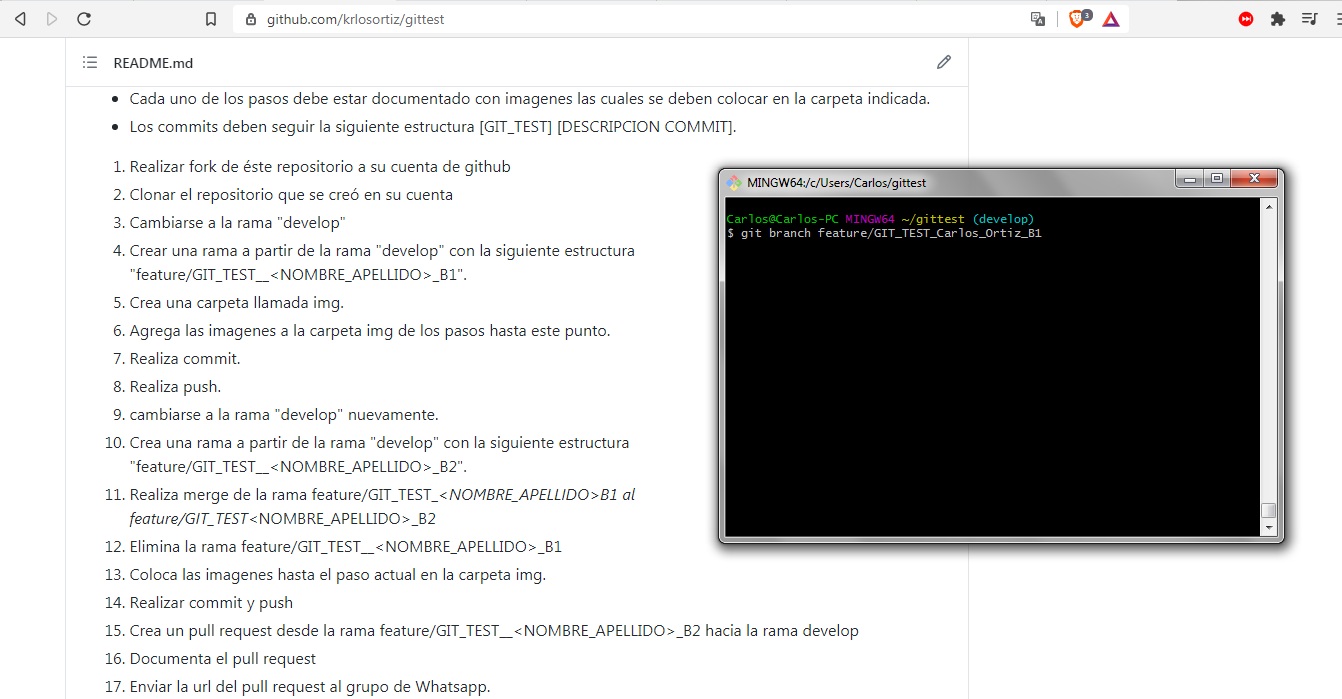 github.com/krlosortiz/gittest
3
README.md
Cada uno de los pasos debe estar documentado con imagenes las cuales se deben colocar en la carpeta indicada.
Los commits deben seguir la siguiente estructura [GIT_TEST] [DESCRIPCION COMMIT].
1. Realizar fork de éste repositorio a su cuenta de github
2. Clonar el repositorio que se creó en su cuenta
3. Cambiarse a la rama "develop"
4. Crear una rama a partir de la rama "develop" con la siguiente estructura
"feature/GIT_TEST__<NOMBRE_APELLIDO>_B1".
5. Crea una carpeta llamada img.
6. Agrega las imagenes a la carpeta img de los pasos hasta este punto.
7. Realiza commit.
8. Realiza push.
9. cambiarse a la rama "develop" nuevamente.
10. Crea una rama a partir de la rama "develop" con la siguiente estructura
"feature/GIT_TEST__<NOMBRE_APELLIDO>_B2".
11. Realiza merge de la rama feature/GIT_TEST_<NOMBRE_APELLIDO>B1 al
feature/GIT_TEST<NOMBRE_APELLIDO>_B2
12. Elimina la rama feature/GIT_TEST__<NOMBRE_APELLIDO>_B1
13. Coloca las imagenes hasta el paso actual en la carpeta img.
14. Realizar commit y push
15. Crea un pull request desde la rama feature/GIT_TEST__<NOMBRE_APELLIDO>_B2 hacia la rama develop
16. Documenta el pull request
17. Enviar la url del pull request al grupo de Whatsapp.
MINGW64:/c/Users/Carlos/gittest
Carlos@Carlos-PC MINGW64 ~/gittest (develop)
$ git branch feature/GIT_TEST_Carlos_Ortiz_B1